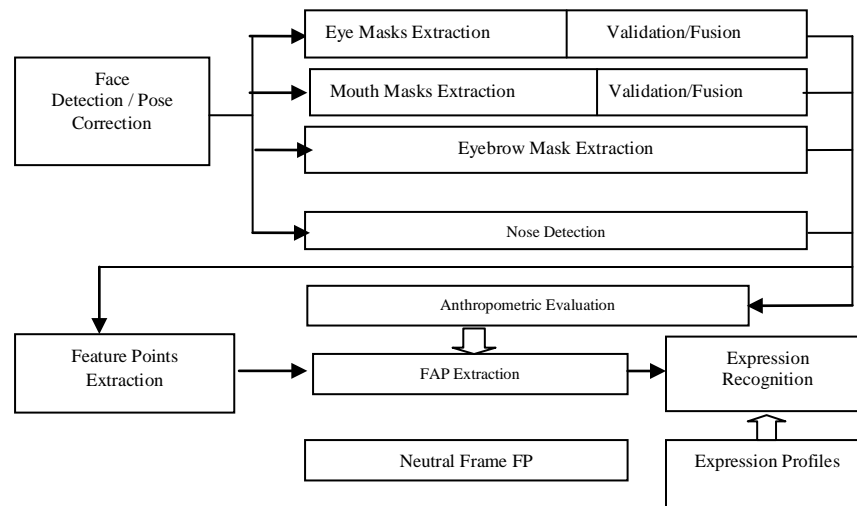 Eye Masks Extraction
Validation/Fusion
Face
Detection / Pose
Correction
Mouth Masks Extraction
Validation/Fusion
Eyebrow Mask Extraction
Nose Detection
Anthropometric Evaluation
Feature Points
Extraction
FAP Extraction
Expression
Recognition
Neutral Frame FP
Expression Profiles